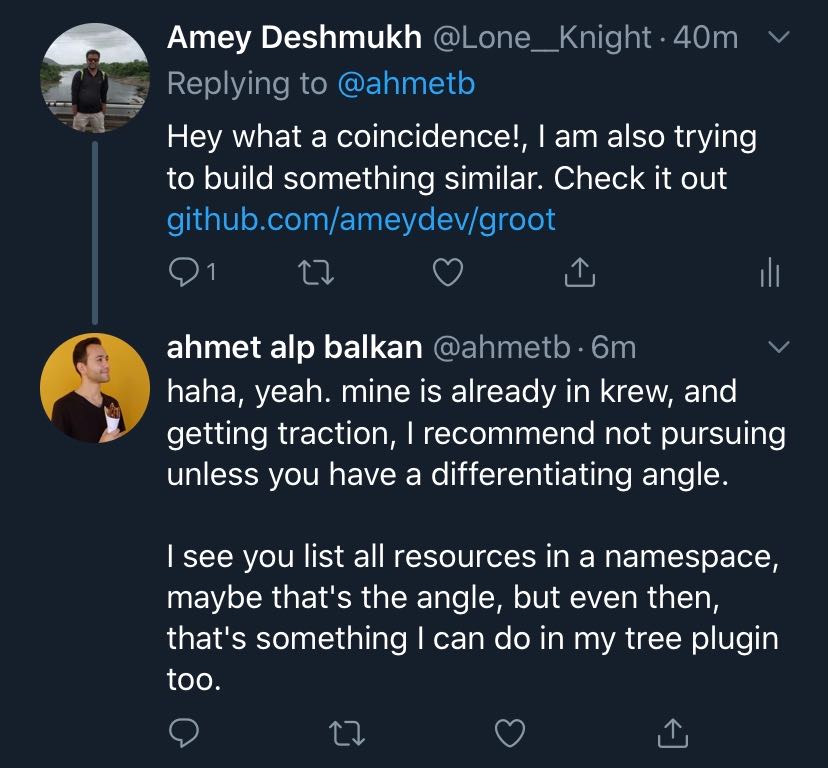 Amey Deshmukh @Lone__Knight · 40m
Replying to @ahmetb
Hey what a coincidence!, I am also trying
to build something similar. Check it out
github.com/ameydev/groot
1
ahmet alp balkan @ahmetb · 6m
haha, yeah. mine is already in krew, and
getting traction, I recommend not pursuing
unless you have a differentiating angle.
I see you list all resources in a namespace,
maybe that's the angle, but even then,
that's something I can do in my tree plugin
too.